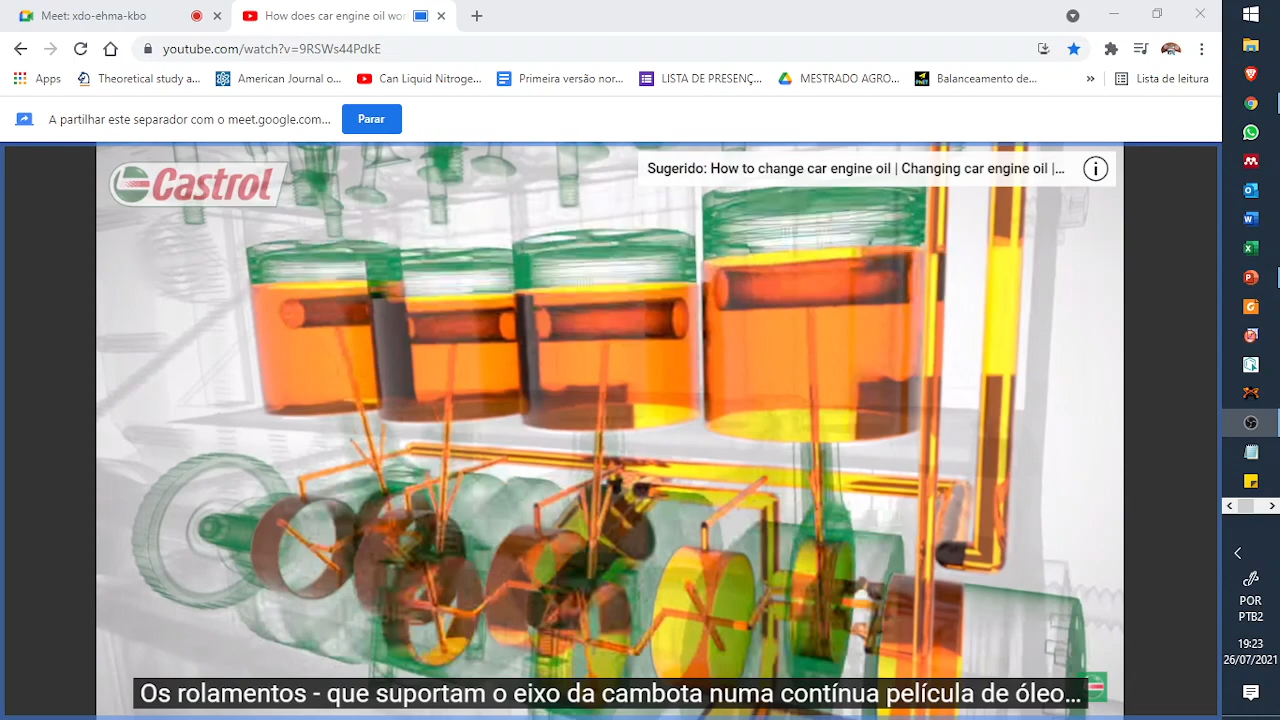 Meet: xdo-ehma-kbo
How does car engine oil wor
youtube.com/watch?v=9RSWs44PdkE
Apps
Theoretical study a...
American Journal o...
Can Liquid Nitroge...
Primeira versão nor...
LISTA DE PRESENÇ...
MESTRADO AGRO...
Balanceamento de...
»
Lista de leitura
A partilhar este separador com o meet.google.com...
Parar
Castrol
Sugerido: How to change car engine oil | Changing car engine oil |...
Os rolamentos - que suportam o eixo da cambota numa contínua película de óleo...
POR
PTB2
19:23
26/07/2021